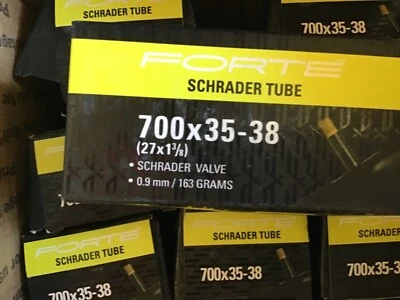 SCHRADER TUBE
700x35-38
FORTÉ
SCHRADER TUBE
700x35-38
(27x1⅜)
• SCHRADER VALVE
• 0.9 mm / 163 GRAMS
FORTE
SCHRADER TUBE
700x35-38
SCHRADER TUBE
700x35-38
SCHRADER TUBE
700x35-38